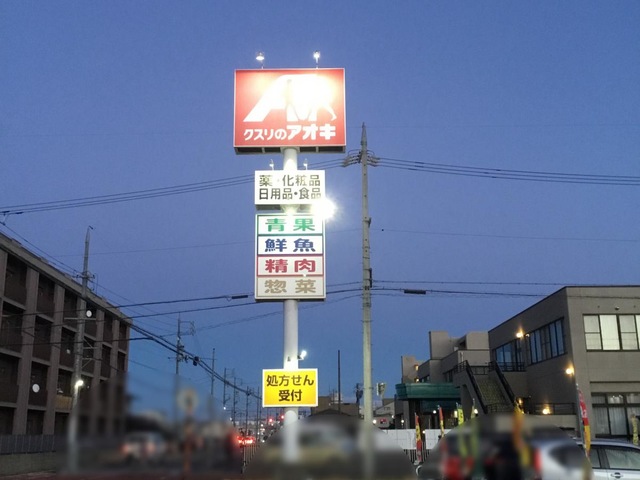 クスリのアオキ
薬・化粧品
日用品・食品
青果
鮮魚
精肉
惣菜
処方せん
受付